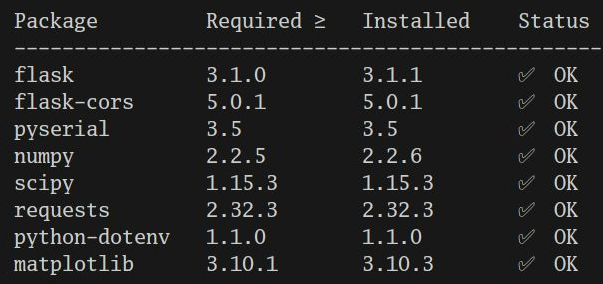 Package Required ≥ Installed Status
--------------------------------------------------
flask 3.1.0 3.1.1 ✅ OK
flask-cors 5.0.1 5.0.1 ✅ OK
pyserial 3.5 3.5 ✅ OK
numpy 2.2.5 2.2.6 ✅ OK
scipy 1.15.3 1.15.3 ✅ OK
requests 2.32.3 2.32.3 ✅ OK
python-dotenv 1.1.0 1.1.0 ✅ OK
matplotlib 3.10.1 3.10.3 ✅ OK